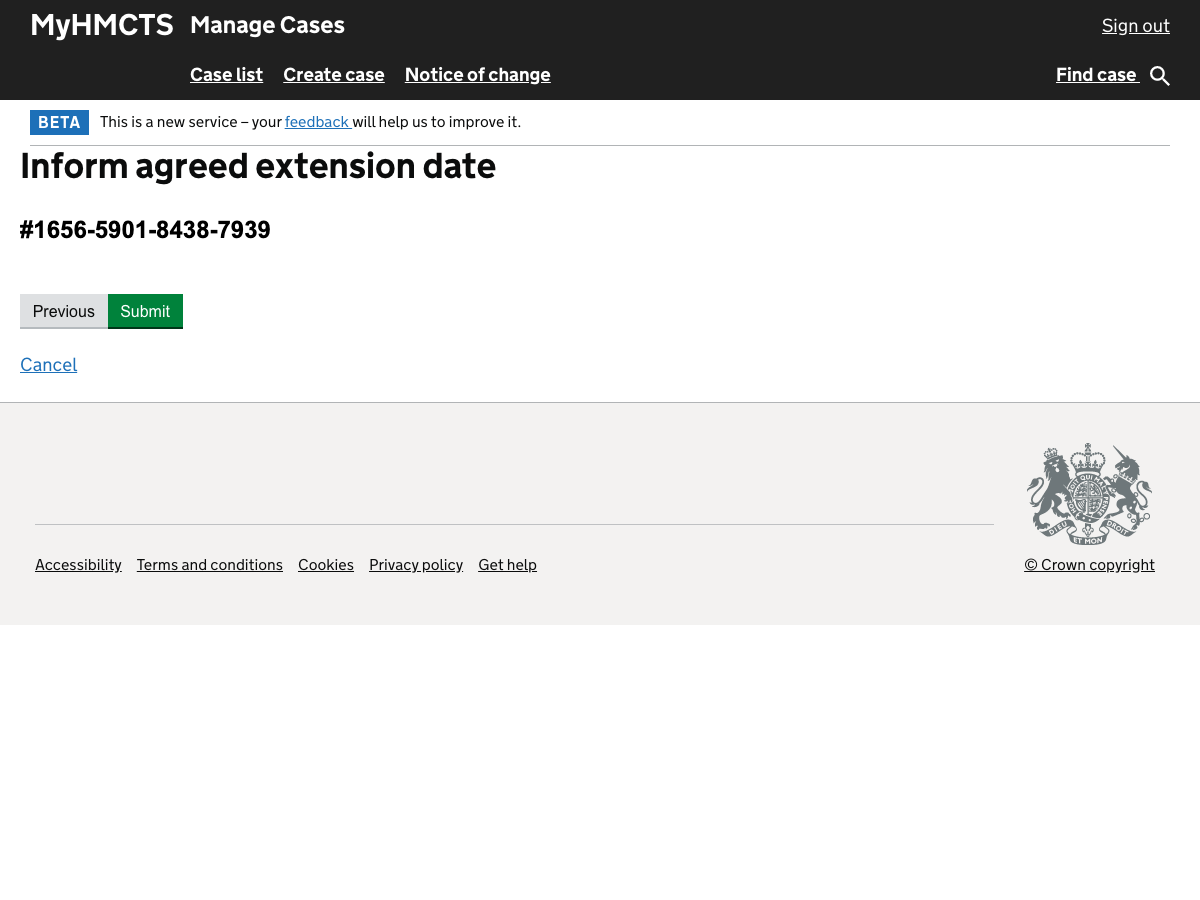 MyHMCTS Manage Cases Sign out
Case list Create case Notice of change Find case
BETA This is a new service – your feedback will help us to improve it.
Inform agreed extension date
#1656-5901-8438-7939
Previous Submit
Cancel
DIEU ET MON DROIT
Accessibility Terms and conditions Cookies Privacy policy Get help © Crown copyright